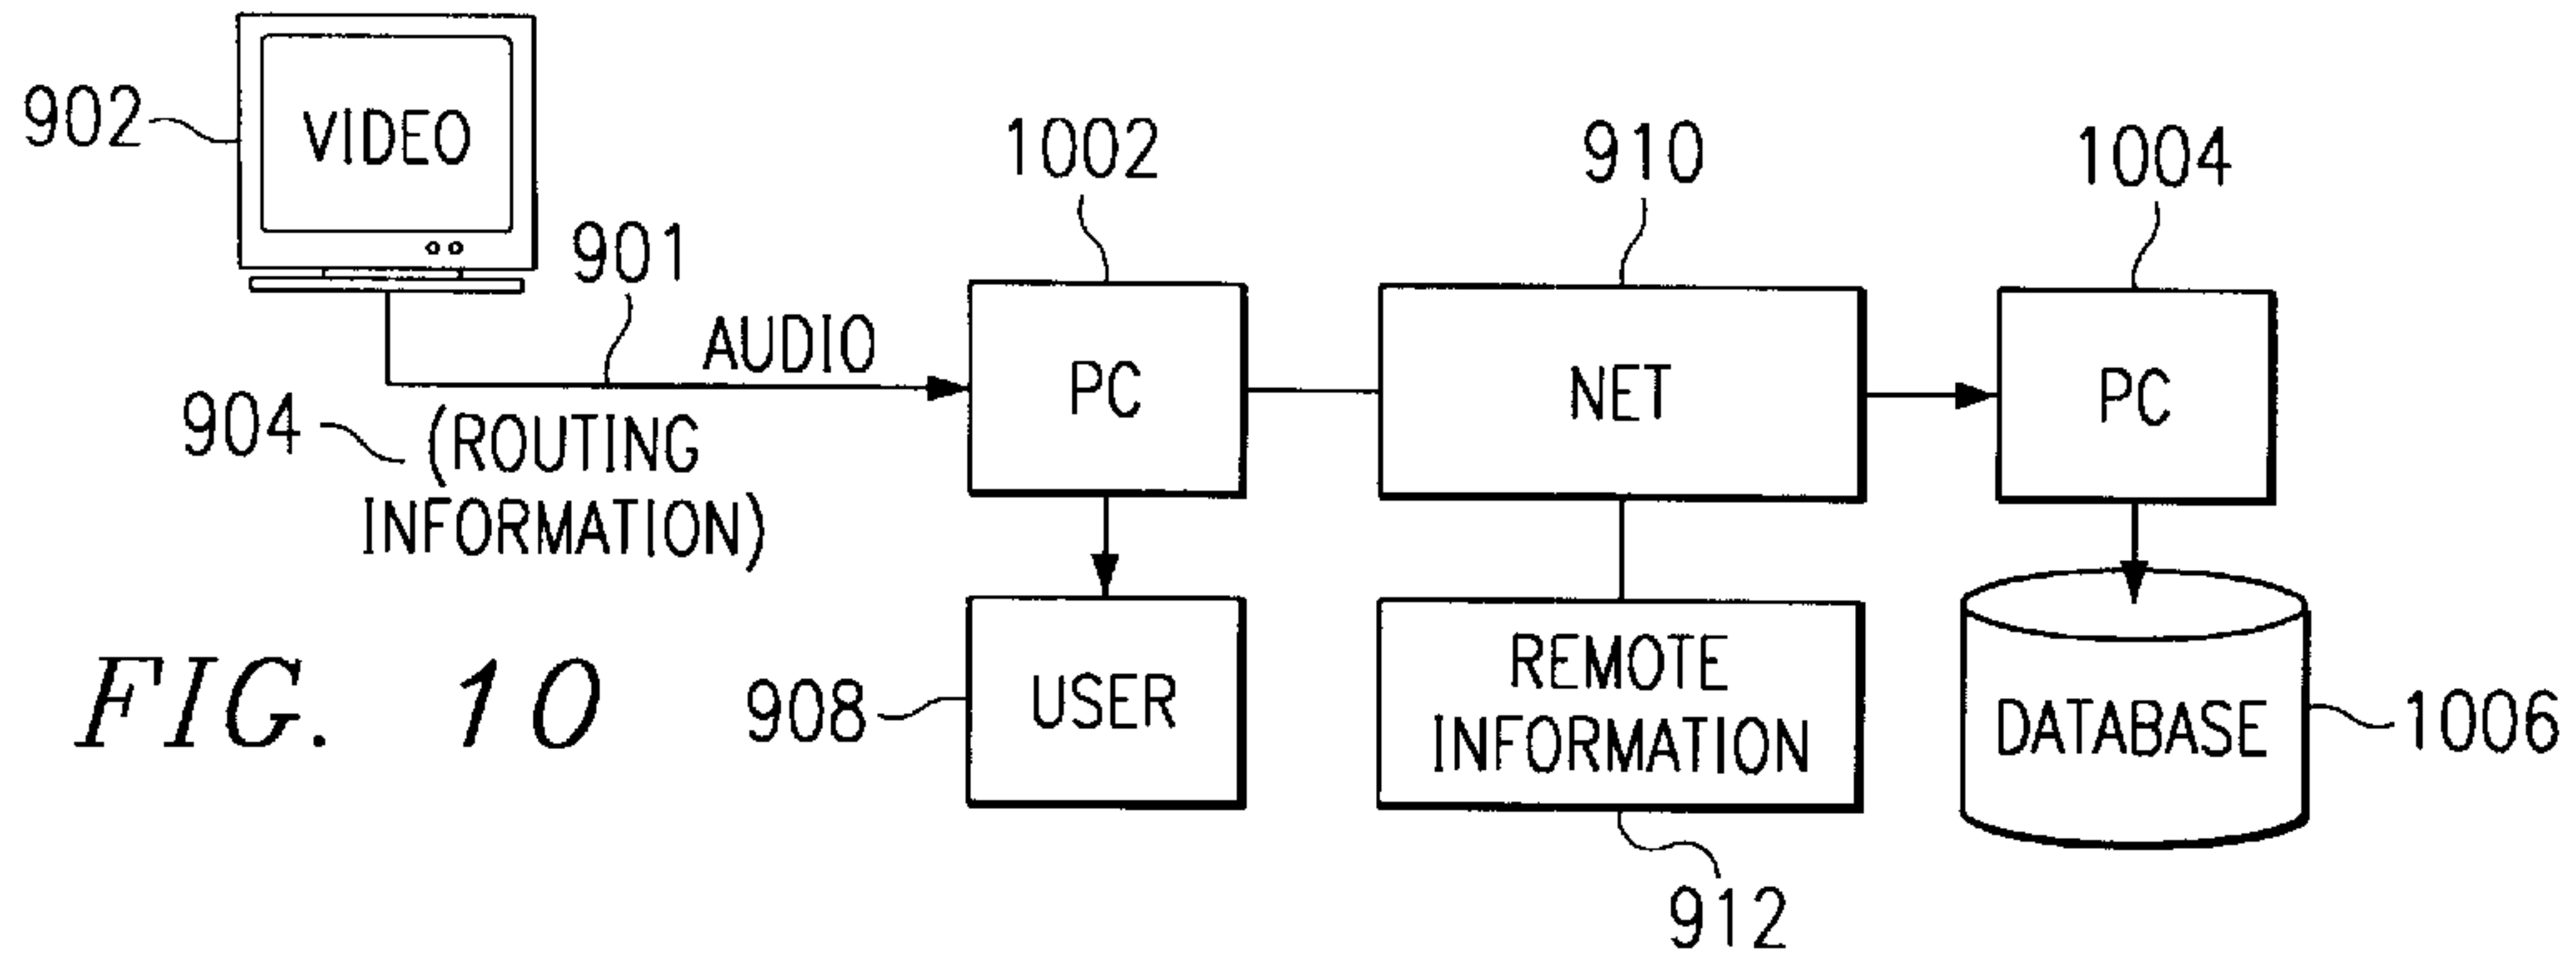 902
VIDEO
901
AUDIO
904
(ROUTING
INFORMATION)
1002
PC
910
NET
1004
PC
908
USER
REMOTE
INFORMATION
912
DATABASE
1006
FIG. 10